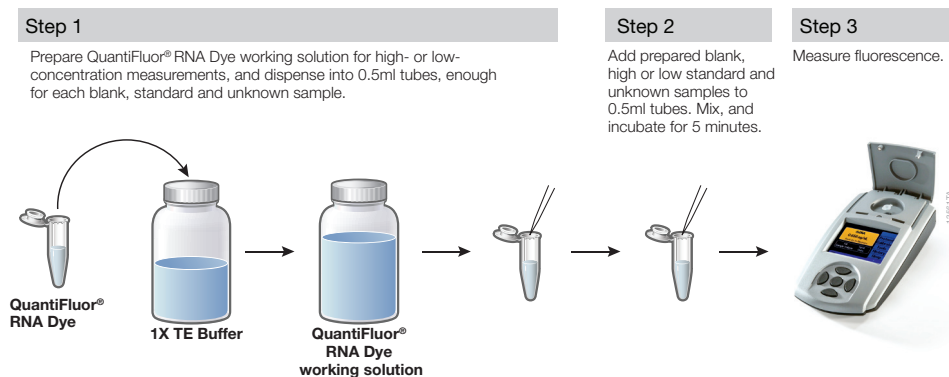 Step 1
Prepare QuantiFluor® RNA Dye working solution for high- or low-
concentration measurements, and dispense into 0.5ml tubes, enough
for each blank, standard and unknown sample.
Step 2
Add prepared blank,
high or low standard and
unknown samples to
0.5ml tubes. Mix, and
incubate for 5 minutes.
Step 3
Measure fluorescence.
QuantiFluor®
RNA Dye
1X TE Buffer
QuantiFluor®
RNA Dye
working solution